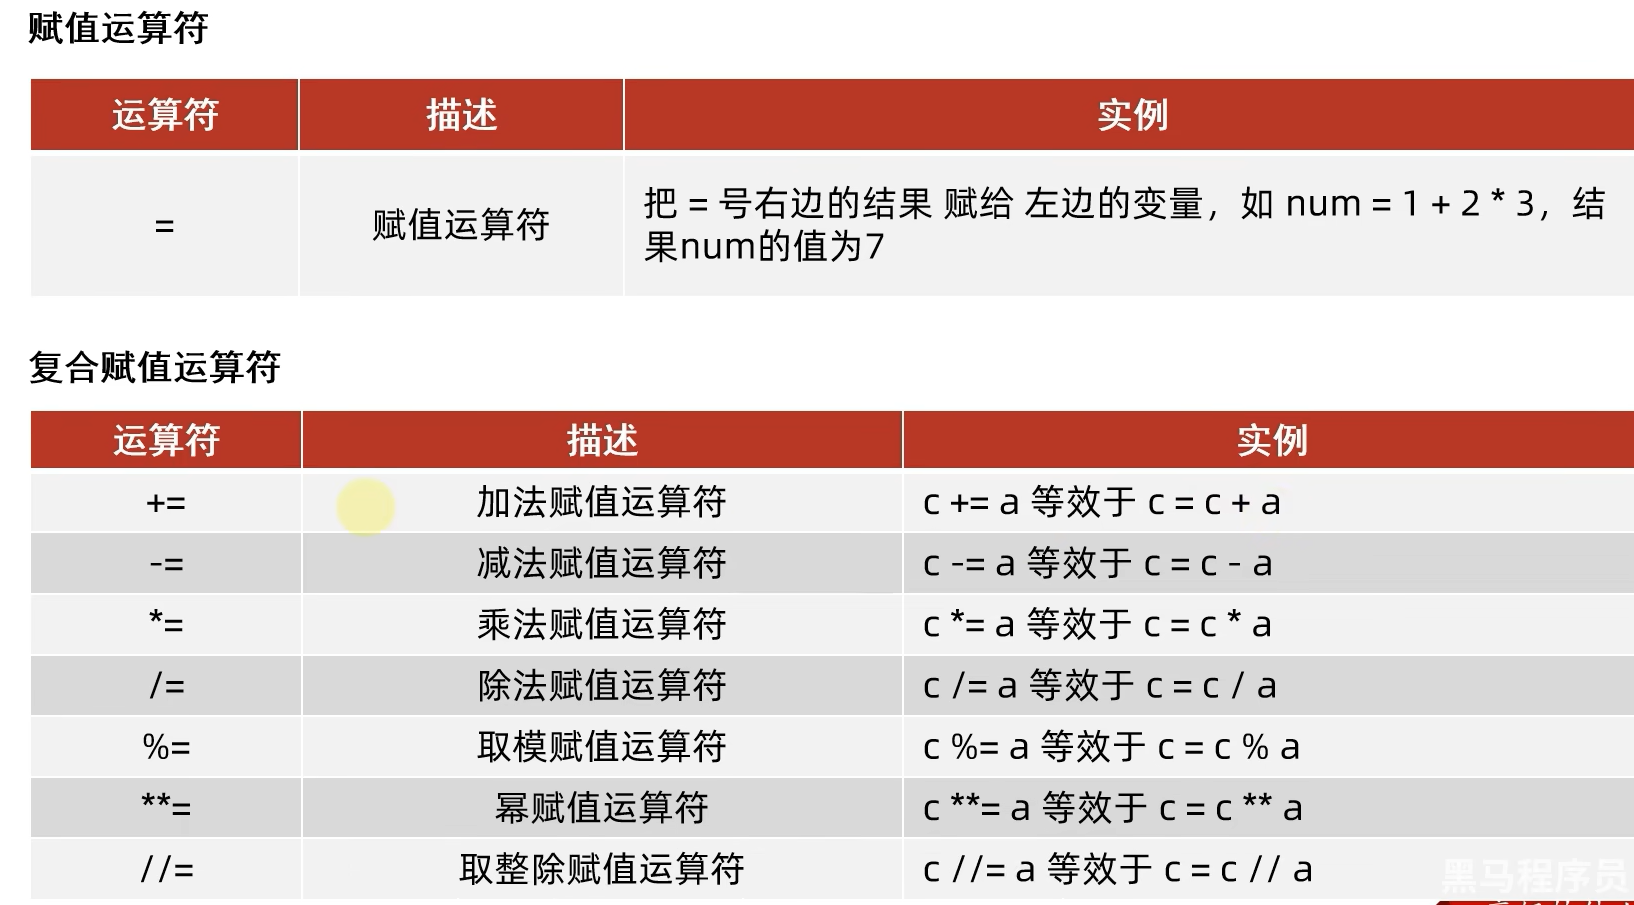 赋值运算符
运算符 描述 实例
= 赋值运算符 把 = 号右边的结果 赋给 左边的变量，如 num = 1 + 2 * 3，结
果num的值为7
复合赋值运算符
运算符 描述 实例
+= 加法赋值运算符 c += a 等效于 c = c + a
-= 减法赋值运算符 c -= a 等效于 c = c - a
*= 乘法赋值运算符 c *= a 等效于 c = c * a
/= 除法赋值运算符 c /= a 等效于 c = c / a
%= 取模赋值运算符 c %= a 等效于 c = c % a
**= 幂赋值运算符 c **= a 等效于 c = c ** a
//= 取整除赋值运算符 c //= a 等效于 c = c // a
黑马程序员